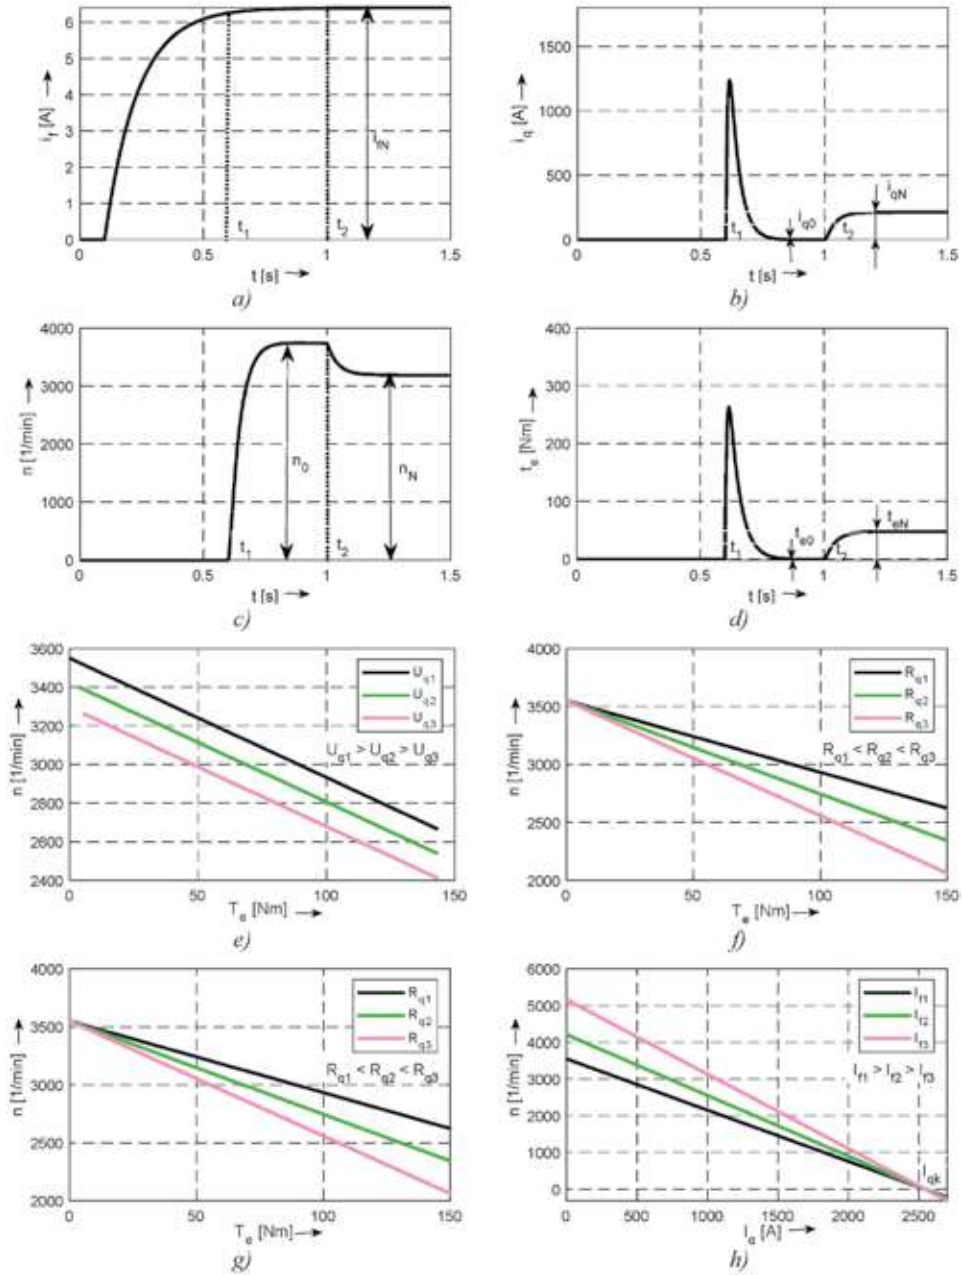 6
5
4
3
2
1
0
i_f [A]
i_fN
t_1
t_2
0
0.5
1
1.5
t [s]
a)
1500
1000
500
0
i_q [A]
i_q0
i_qN
t_1
t_2
0
0.5
1
1.5
t [s]
b)
4000
3000
2000
1000
0
n [1/min]
n_0
n_N
t_1
t_2
0
0.5
1
1.5
t [s]
c)
400
300
200
100
0
t_e [Nm]
t_e0
t_eN
t_1
t_2
0
0.5
1
1.5
t [s]
d)
3600
3400
3200
3000
2800
2600
2400
n [1/min]
U_q1
U_q2
U_q3
U_q1 > U_q2 > U_q3
0
50
100
150
T_e [Nm]
e)
4000
3500
3000
2500
2000
n [1/min]
R_q1
R_q2
R_q3
R_q1 < R_q2 < R_q3
0
50
100
150
T_e [Nm]
f)
4000
3500
3000
2500
2000
n [1/min]
R_q1
R_q2
R_q3
R_q1 < R_q2 < R_q3
0
50
100
150
T_e [Nm]
g)
6000
5000
4000
3000
2000
1000
0
n [1/min]
I_f1
I_f2
I_f3
I_f1 > I_f2 > I_f3
I_qk
0
500
1000
1500
2000
2500
I_q [A]
h)